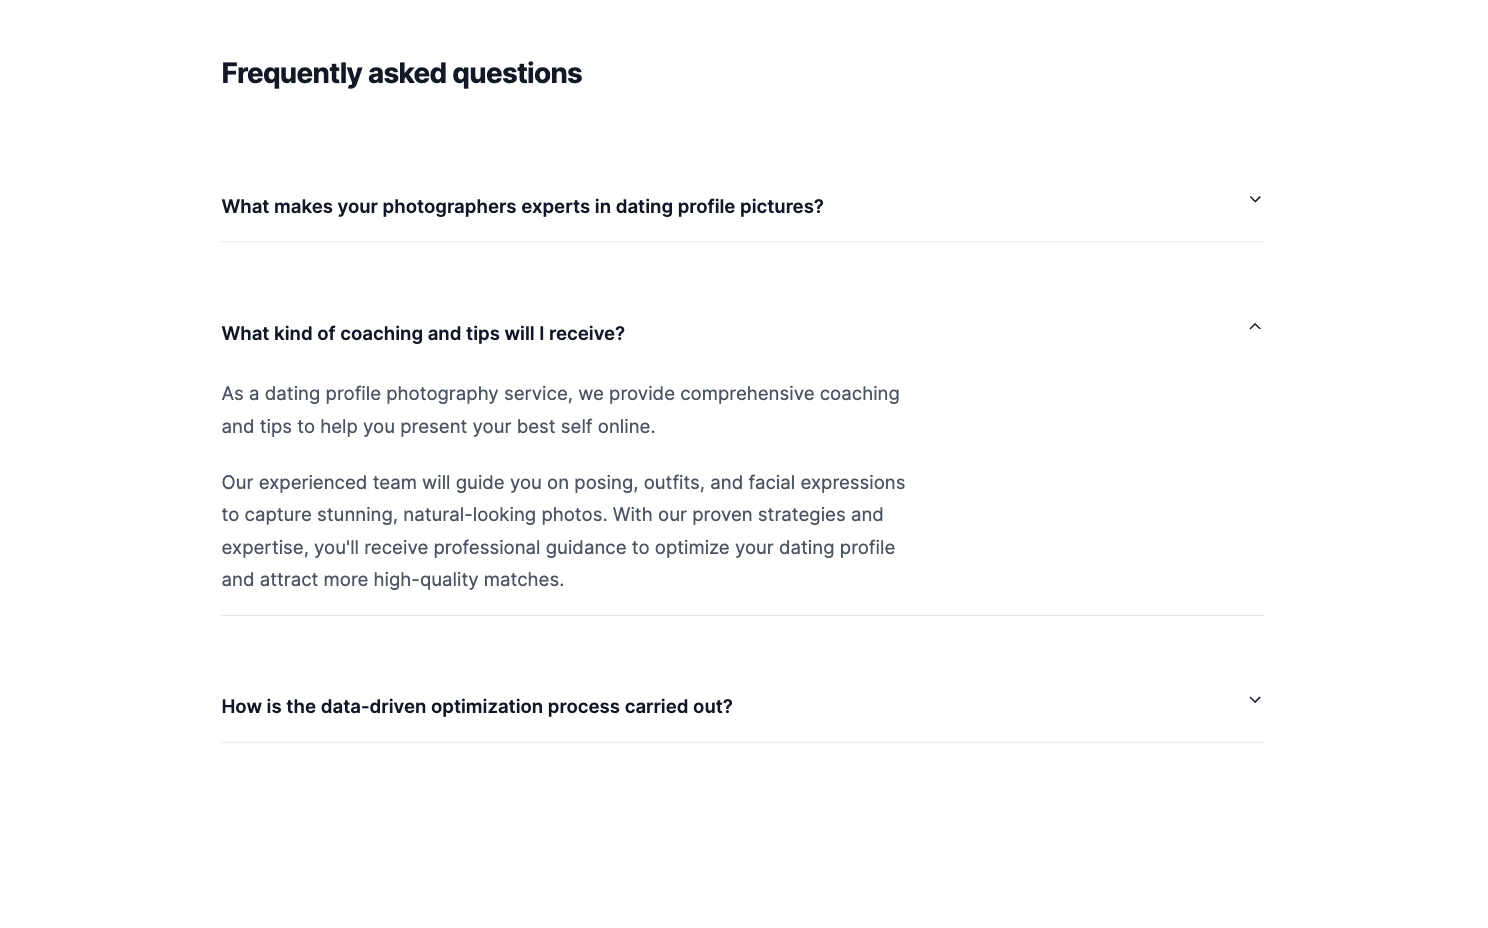 Frequently asked questions
What makes your photographers experts in dating profile pictures?
What kind of coaching and tips will I receive?
As a dating profile photography service, we provide comprehensive coaching
and tips to help you present your best self online.
Our experienced team will guide you on posing, outfits, and facial expressions
to capture stunning, natural-looking photos. With our proven strategies and
expertise, you'll receive professional guidance to optimize your dating profile
and attract more high-quality matches.
How is the data-driven optimization process carried out?